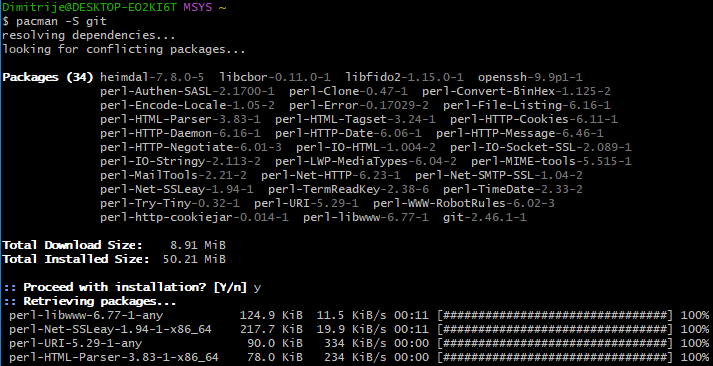 Dimitrije@DESKTOP-EO2KI6T MSYS ~
$ pacman -S git
resolving dependencies...
looking for conflicting packages...
Packages (34) heimdal-7.8.0-5  libcbor-0.11.0-1  libfido2-1.15.0-1  openssh-9.9p1-1
perl-Authen-SASL-2.1700-1  perl-Clone-0.47-1  perl-Convert-BinHex-1.125-2
perl-Encode-Locale-1.05-2  perl-Error-0.17029-2  perl-File-Listing-6.16-1
perl-HTML-Parser-3.83-1  perl-HTML-Tagset-3.24-1  perl-HTTP-Cookies-6.11-1
perl-HTTP-Daemon-6.16-1  perl-HTTP-Date-6.06-1  perl-HTTP-Message-6.46-1
perl-HTTP-Negotiate-6.01-3  perl-IO-HTML-1.004-2  perl-IO-Socket-SSL-2.089-1
perl-IO-Stringy-2.113-2  perl-LWP-MediaTypes-6.04-2  perl-MIME-tools-5.515-1
perl-MailTools-2.21-2  perl-Net-HTTP-6.23-1  perl-Net-SMTP-SSL-1.04-2
perl-Net-SSLeay-1.94-1  perl-TermReadKey-2.38-6  perl-TimeDate-2.33-2
perl-Try-Tiny-0.32-1  perl-URI-5.29-1  perl-WWW-RobotRules-6.02-3
perl-http-cookiejar-0.014-1  perl-libwww-6.77-1  git-2.46.1-1
Total Download Size:    8.91 MiB
Total Installed Size:  50.21 MiB
:: Proceed with installation? [Y/n] y
:: Retrieving packages...
perl-libwww-6.77-1-any  124.9 KiB  11.5 KiB/s 00:11 [################################] 100%
perl-Net-SSLeay-1.94-1-x86_64  217.7 KiB  19.9 KiB/s 00:11 [################################] 100%
perl-URI-5.29-1-any  90.0 KiB  334 KiB/s 00:00 [################################] 100%
perl-HTML-Parser-3.83-1-x86_64  78.0 KiB  234 KiB/s 00:00 [################################] 100%